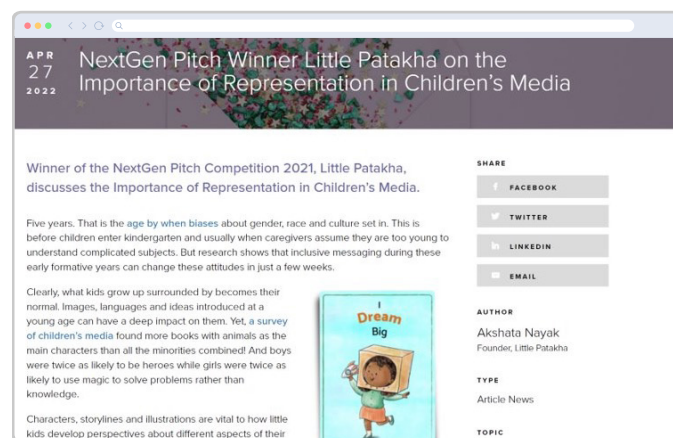 APR
27
2022
NextGen Pitch Winner Little Patakha on the
Importance of Representation in Children's Media
Winner of the NextGen Pitch Competition 2021, Little Patakha,
discusses the Importance of Representation in Children's Media.
Five years. That is the age by when biases about gender, race and culture set in. This is
before children enter kindergarten and usually when caregivers assume they are too young to
understand complicated subjects. But research shows that inclusive messaging during these
early formative years can change these attitudes in just a few weeks.
Clearly, what kids grow up surrounded by becomes their
normal. Images, languages and ideas introduced at a
young age can have a deep impact on them. Yet, a survey
of children's media found more books with animals as the
main characters than all the minorities combined! And boys
were twice as likely to be heroes while girls were twice as
likely to use magic to solve problems rather than
knowledge.
Characters, storylines and illustrations are vital to how little
kids develop perspectives about different aspects of their
I
Dream
Big
SHARE
FACEBOOK
TWITTER
LINKEDIN
EMAIL
AUTHOR
Akshata Nayak
Founder, Little Patakha
TYPE
Article News
TOPIC